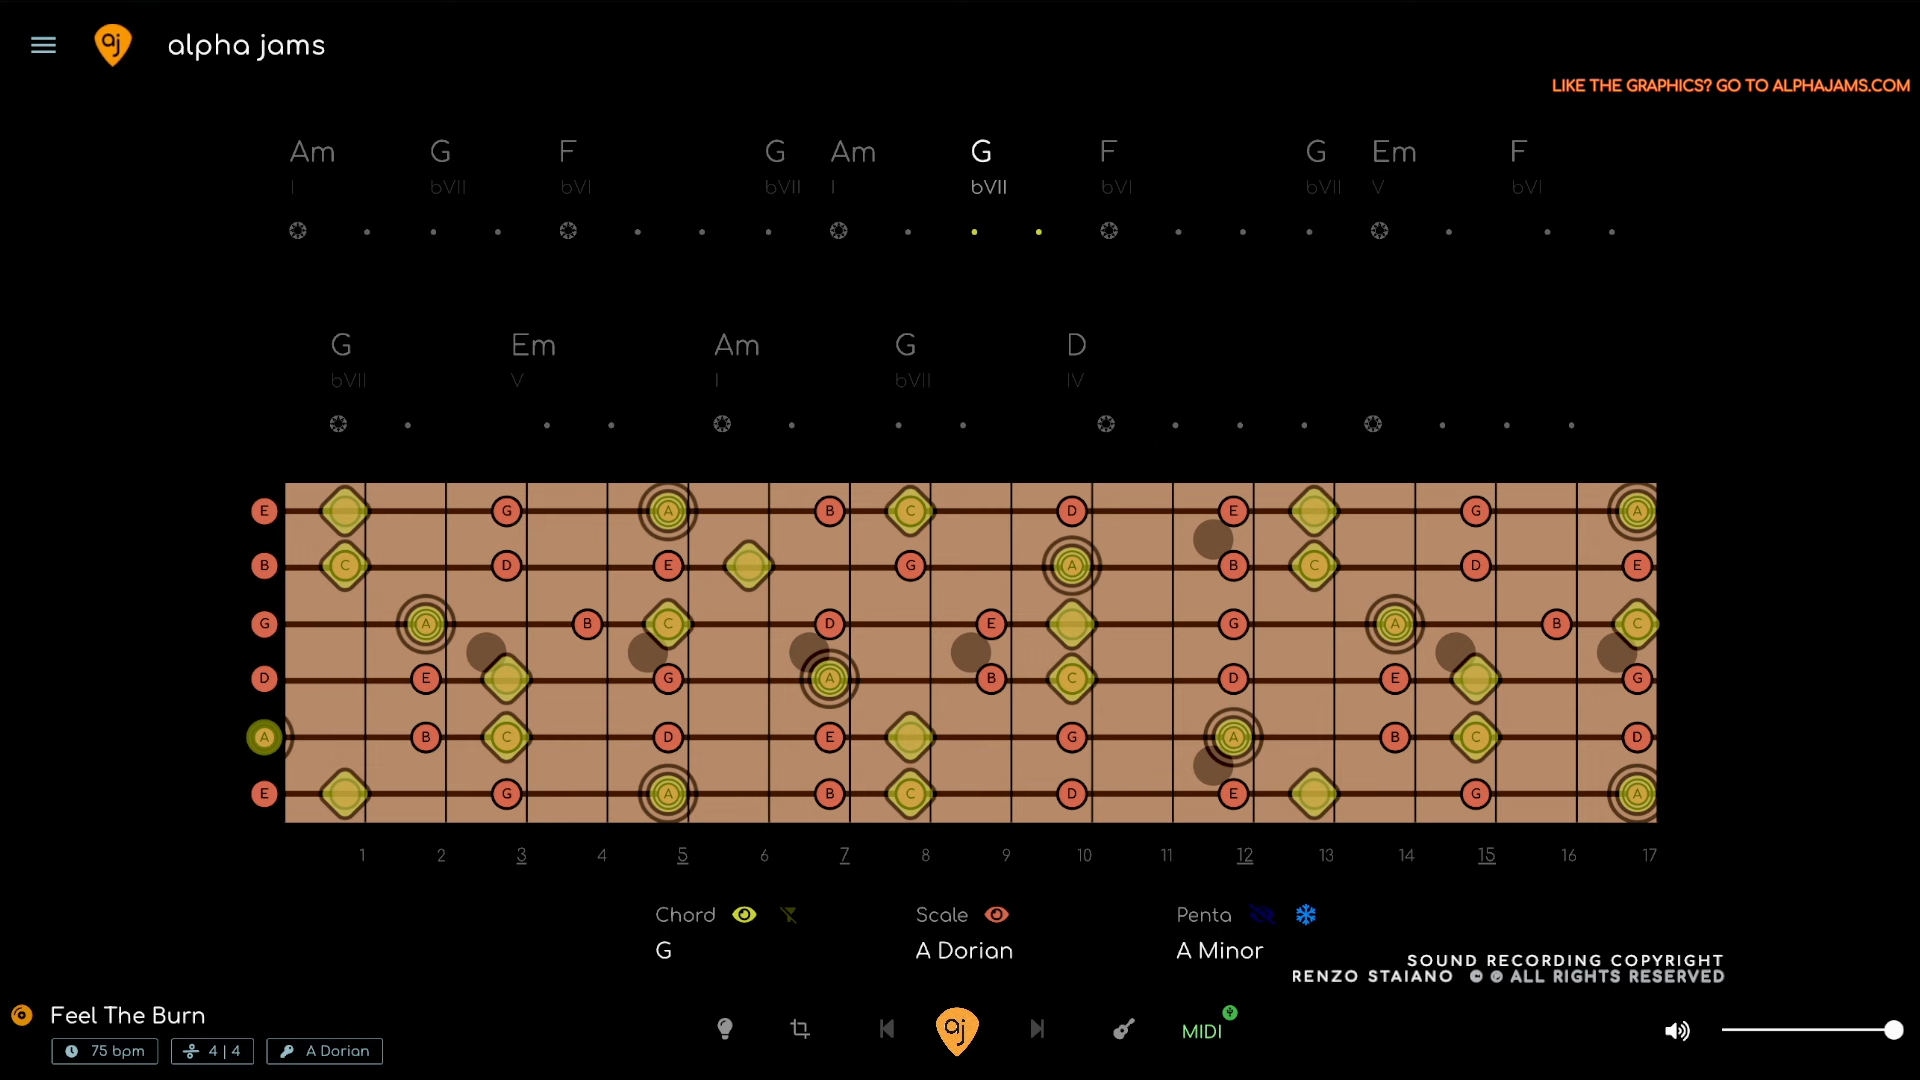 alpha jams
LIKE THE GRAPHICS? GO TO ALPHAJAMS.COM
Am G F G Am G F G Em F
I bVII bVI bVII I bVII bVI bVII V bVI
G Em Am G D
bVII V I bVII IV
E G A B C D E G A
B C D E G A B C D E
G A B C D E G A B C
D E G A B C D E G
A B C D E G A B C D
E G A B C D E G A
1 2 3 4 5 6 7 8 9 10 11 12 13 14 15 16 17
Chord Scale Penta
G A Dorian A Minor
SOUND RECORDING COPYRIGHT
RENZO STAIANO © ℗ ALL RIGHTS RESERVED
Feel The Burn
75 bpm 4 | 4 A Dorian
MIDI